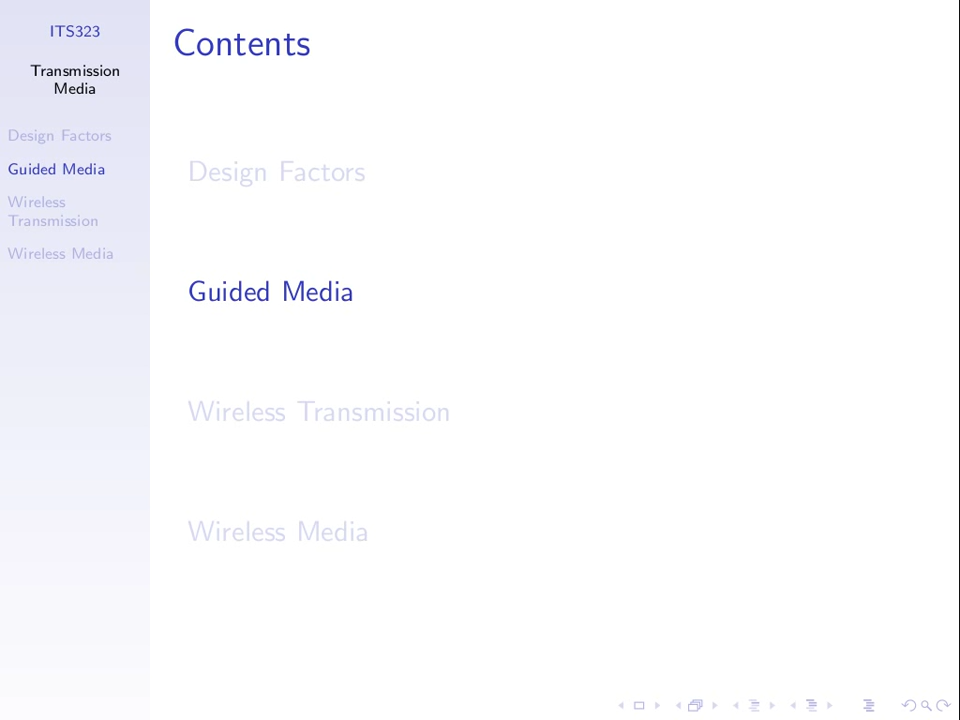 ITS323
Transmission
Media
Design Factors
Guided Media
Wireless
Transmission
Wireless Media
Contents
Design Factors
Guided Media
Wireless Transmission
Wireless Media